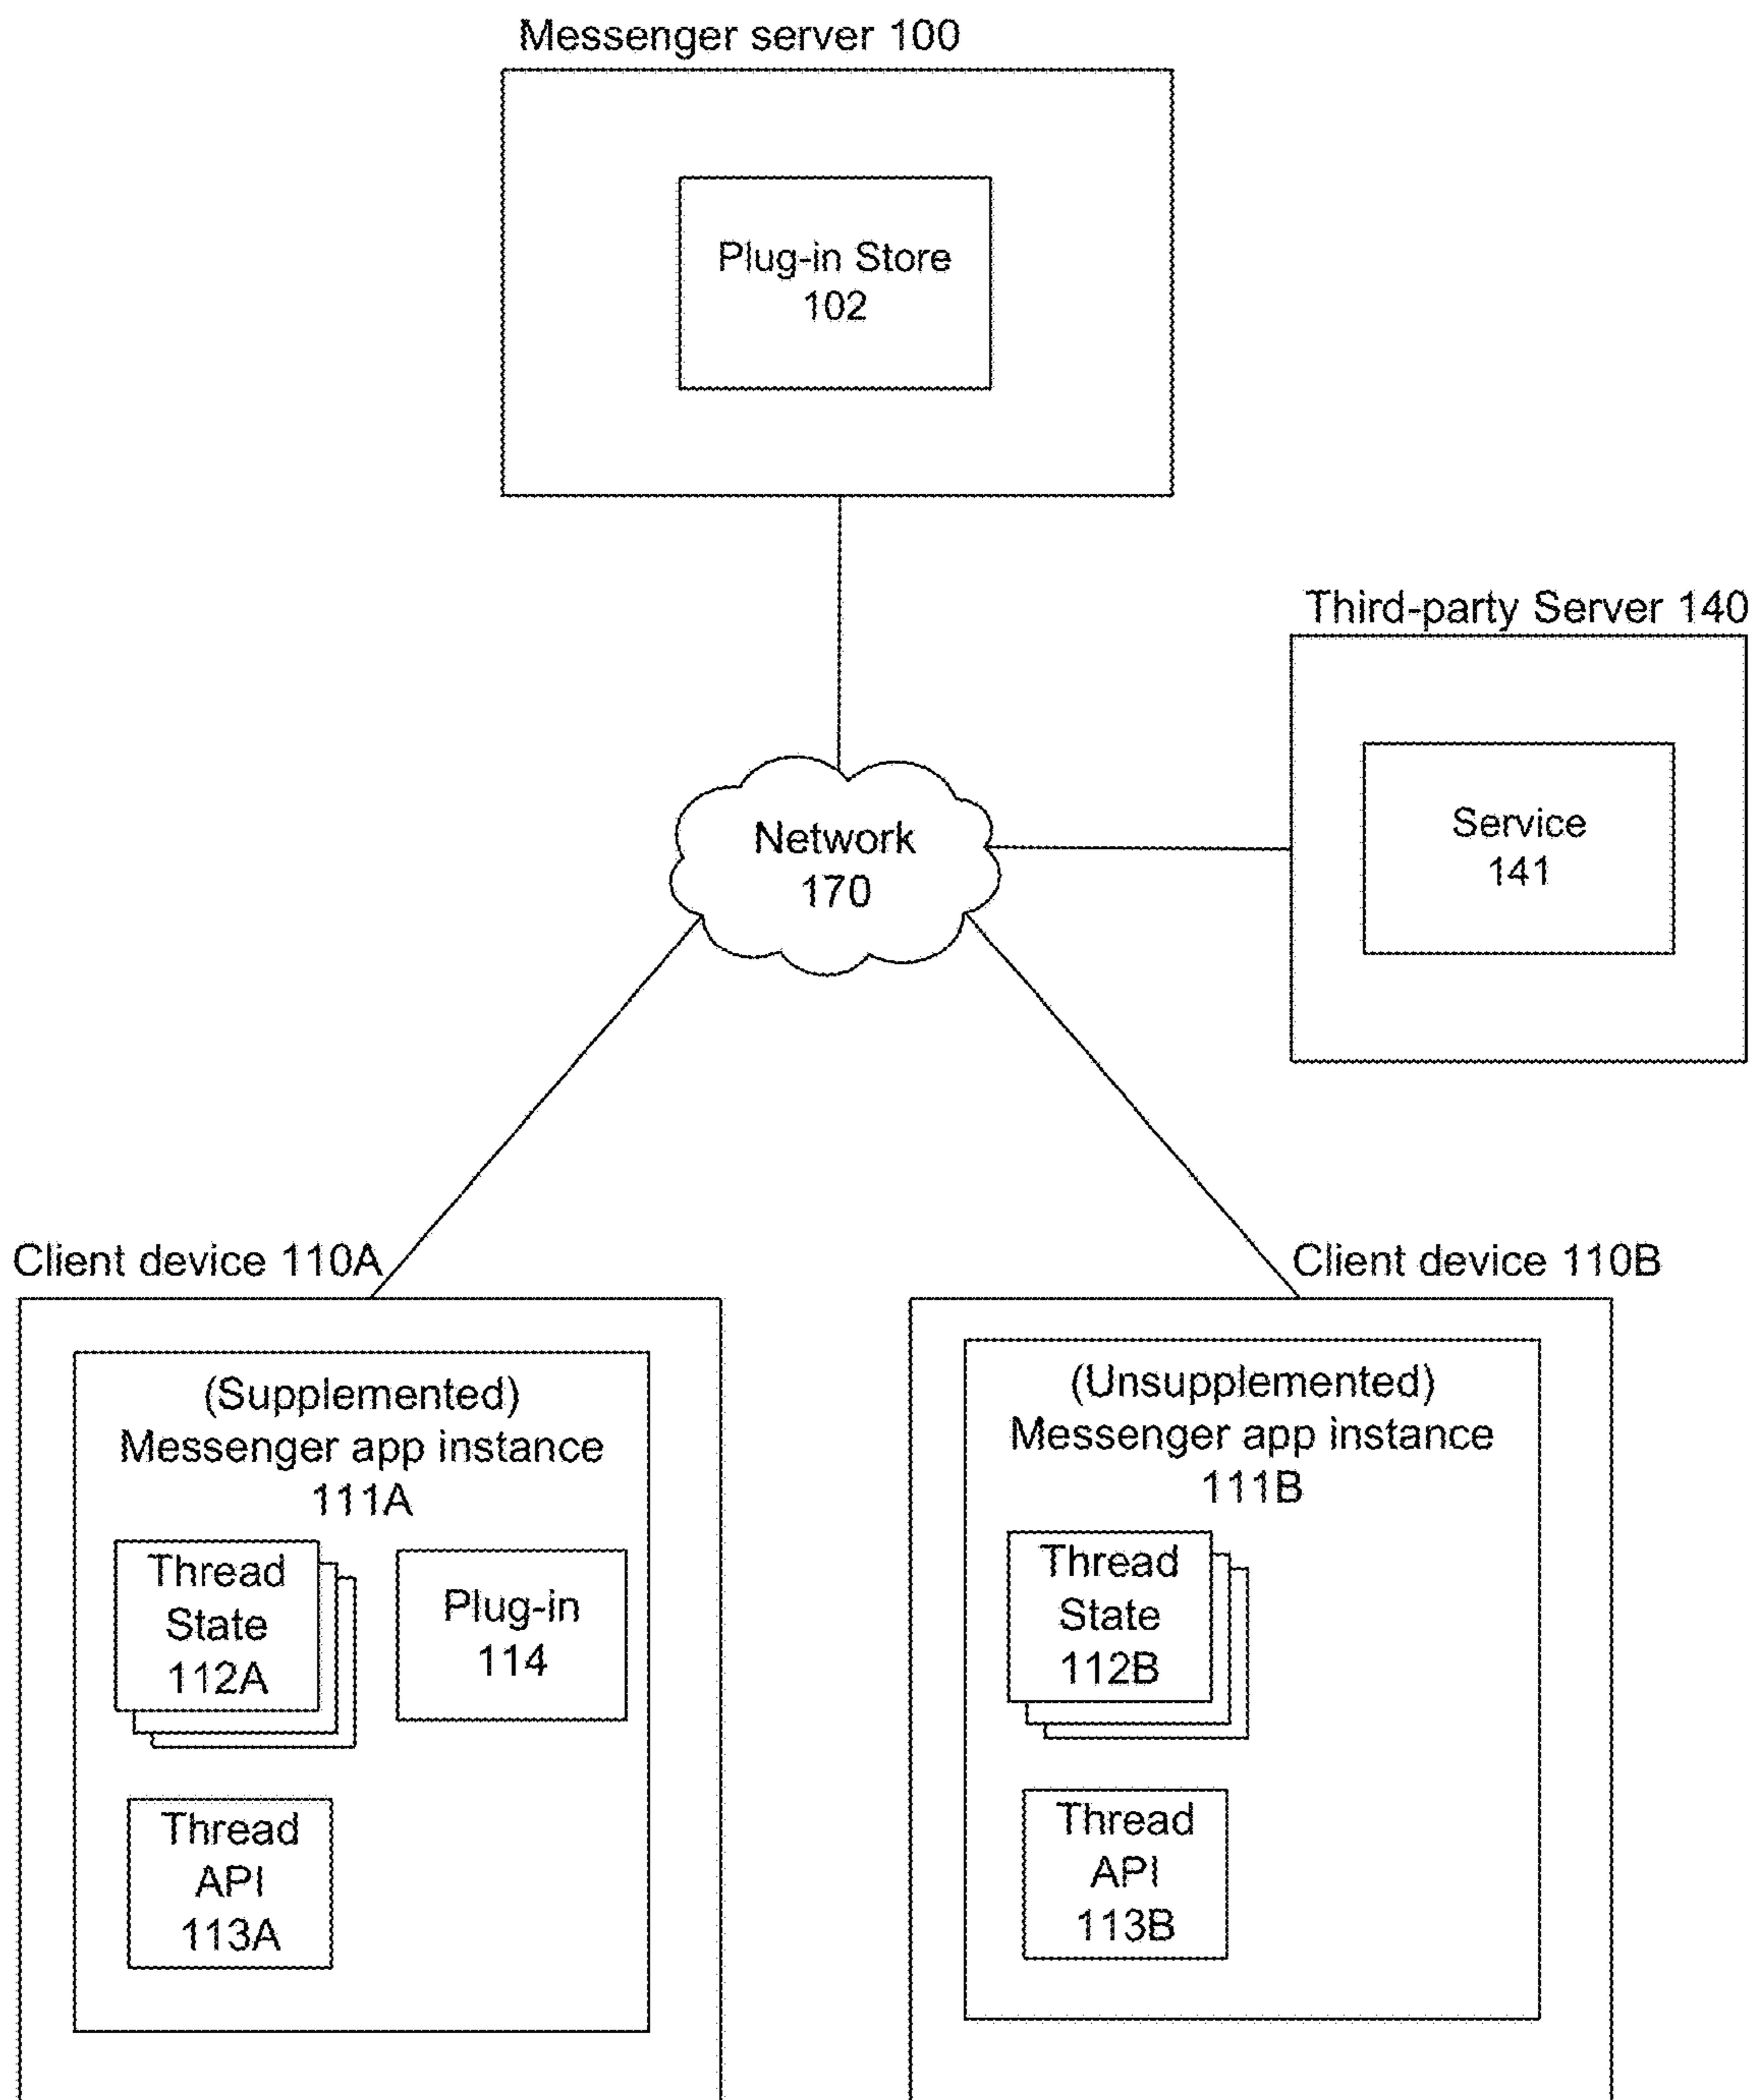 Messenger server 100
Plug-in Store
102
Third-party Server 140
Service
141
Network
170
Client device 110A
(Supplemented)
Messenger app instance
111A
Thread
State
112A
Plug-in
114
Thread
API
113A
Client device 110B
(Unsupplemented)
Messenger app instance
111B
Thread
State
112B
Thread
API
113B